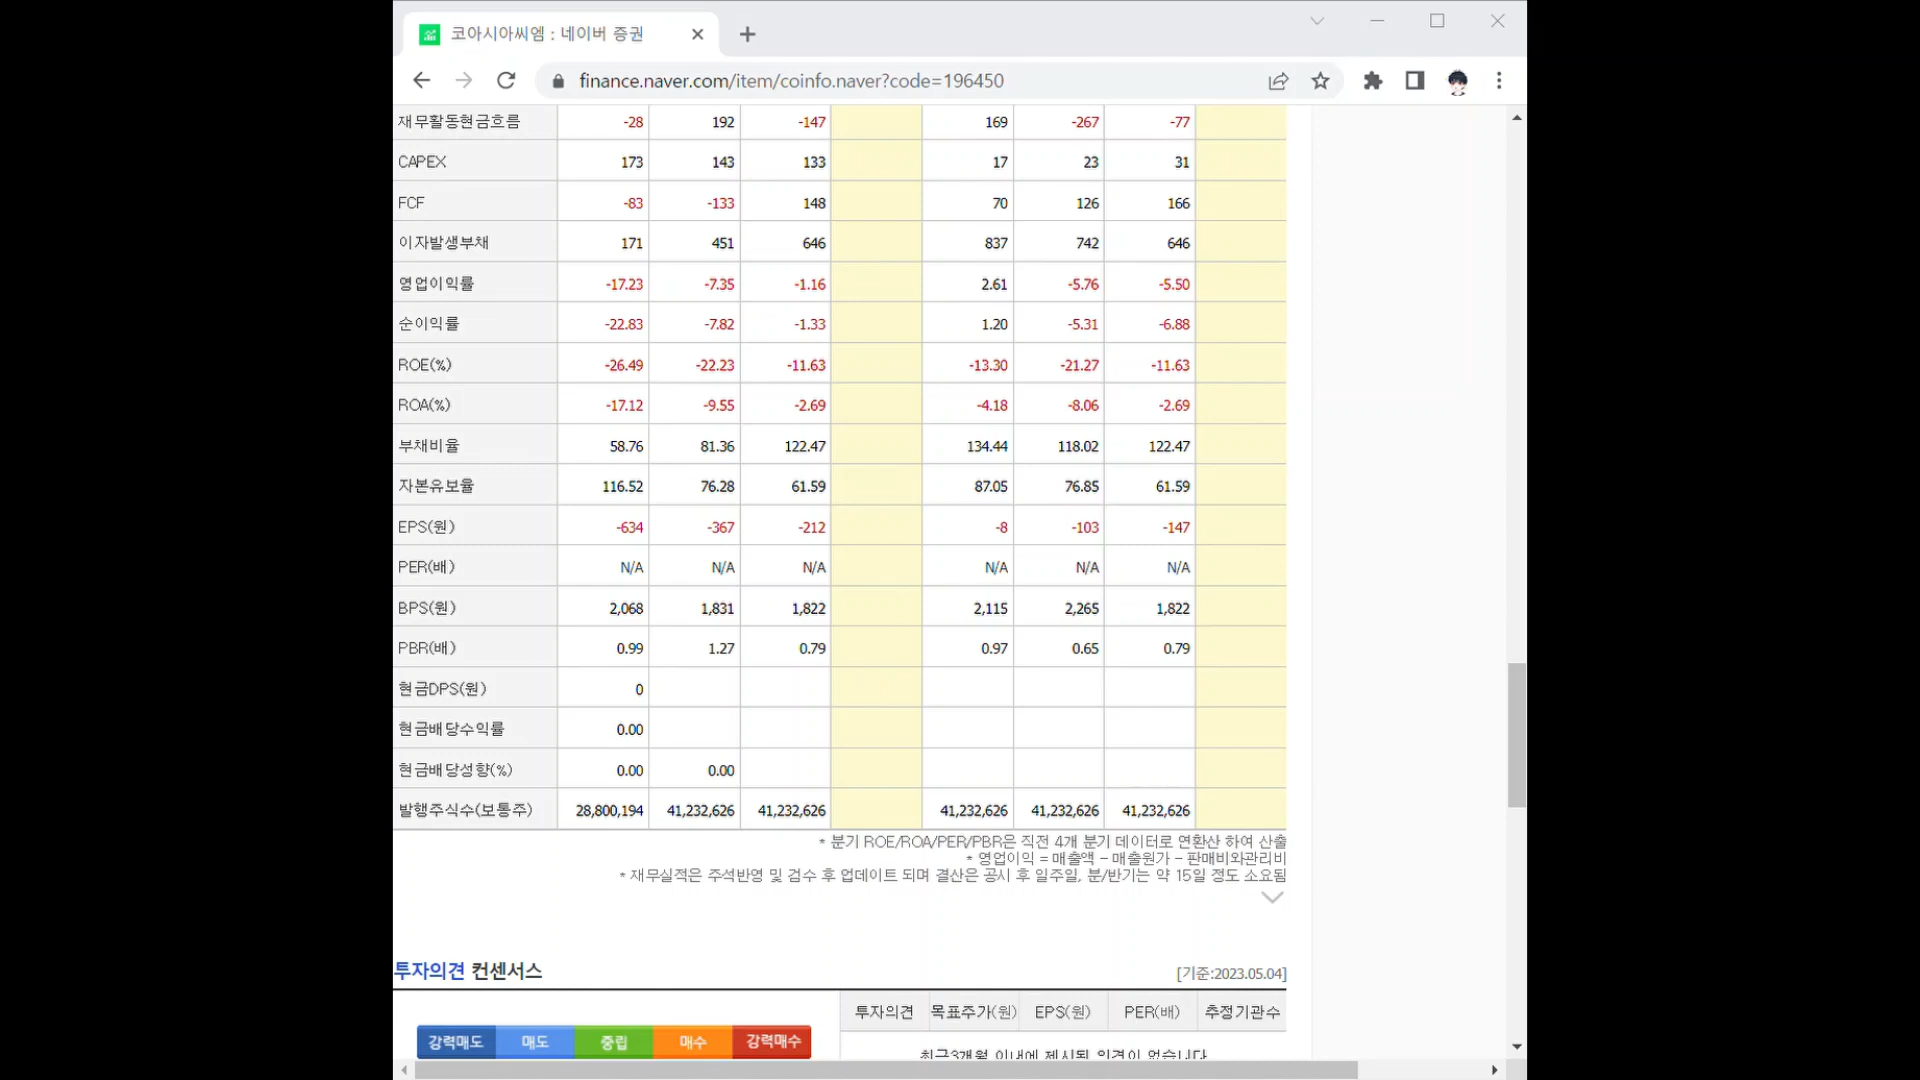 코아시아씨엠 : 네이버 증권
finance.naver.com/item/coinfo.naver?code=196450
재무활동현금흐름 -28 192 -147 169 -267 -77
CAPEX 173 143 133 17 23 31
FCF -83 -133 148 70 126 166
이자발생부채 171 451 646 837 742 646
영업이익률 -17.23 -7.35 -1.16 2.61 -5.76 -5.50
순이익률 -22.83 -7.82 -1.33 1.20 -5.31 -6.88
ROE(%) -26.49 -22.23 -11.63 -13.30 -21.27 -11.63
ROA(%) -17.12 -9.55 -2.69 -4.18 -8.06 -2.69
부채비율 58.76 81.36 122.47 134.44 118.02 122.47
자본유보율 116.52 76.28 61.59 87.05 76.85 61.59
EPS(원) -634 -367 -212 -8 -103 -147
PER(배) N/A N/A N/A N/A N/A N/A
BPS(원) 2,068 1,831 1,822 2,115 2,265 1,822
PBR(배) 0.99 1.27 0.79 0.97 0.65 0.79
현금DPS(원) 0
현금배당수익률 0.00
현금배당성향(%) 0.00 0.00
발행주식수(보통주) 28,800,194 41,232,626 41,232,626 41,232,626 41,232,626 41,232,626
* 분기 ROE/ROA/PER/PBR은 직전 4개 분기 데이터로 연환산 하여 산출
* 영업이익 = 매출액 - 매출원가 - 판매비와관리비
* 재무실적은 주석반영 및 검수 후 업데이트 되며 결산은 공시 후 일주일, 분/반기는 약 15일 정도 소요됨
투자의견 컨센서스 [기준:2023.05.04]
투자의견 목표주가(원) EPS(원) PER(배) 추정기관수
강력매도 매도 중립 매수 강력매수
최근3개월 이내에 제시된 의견이 없습니다